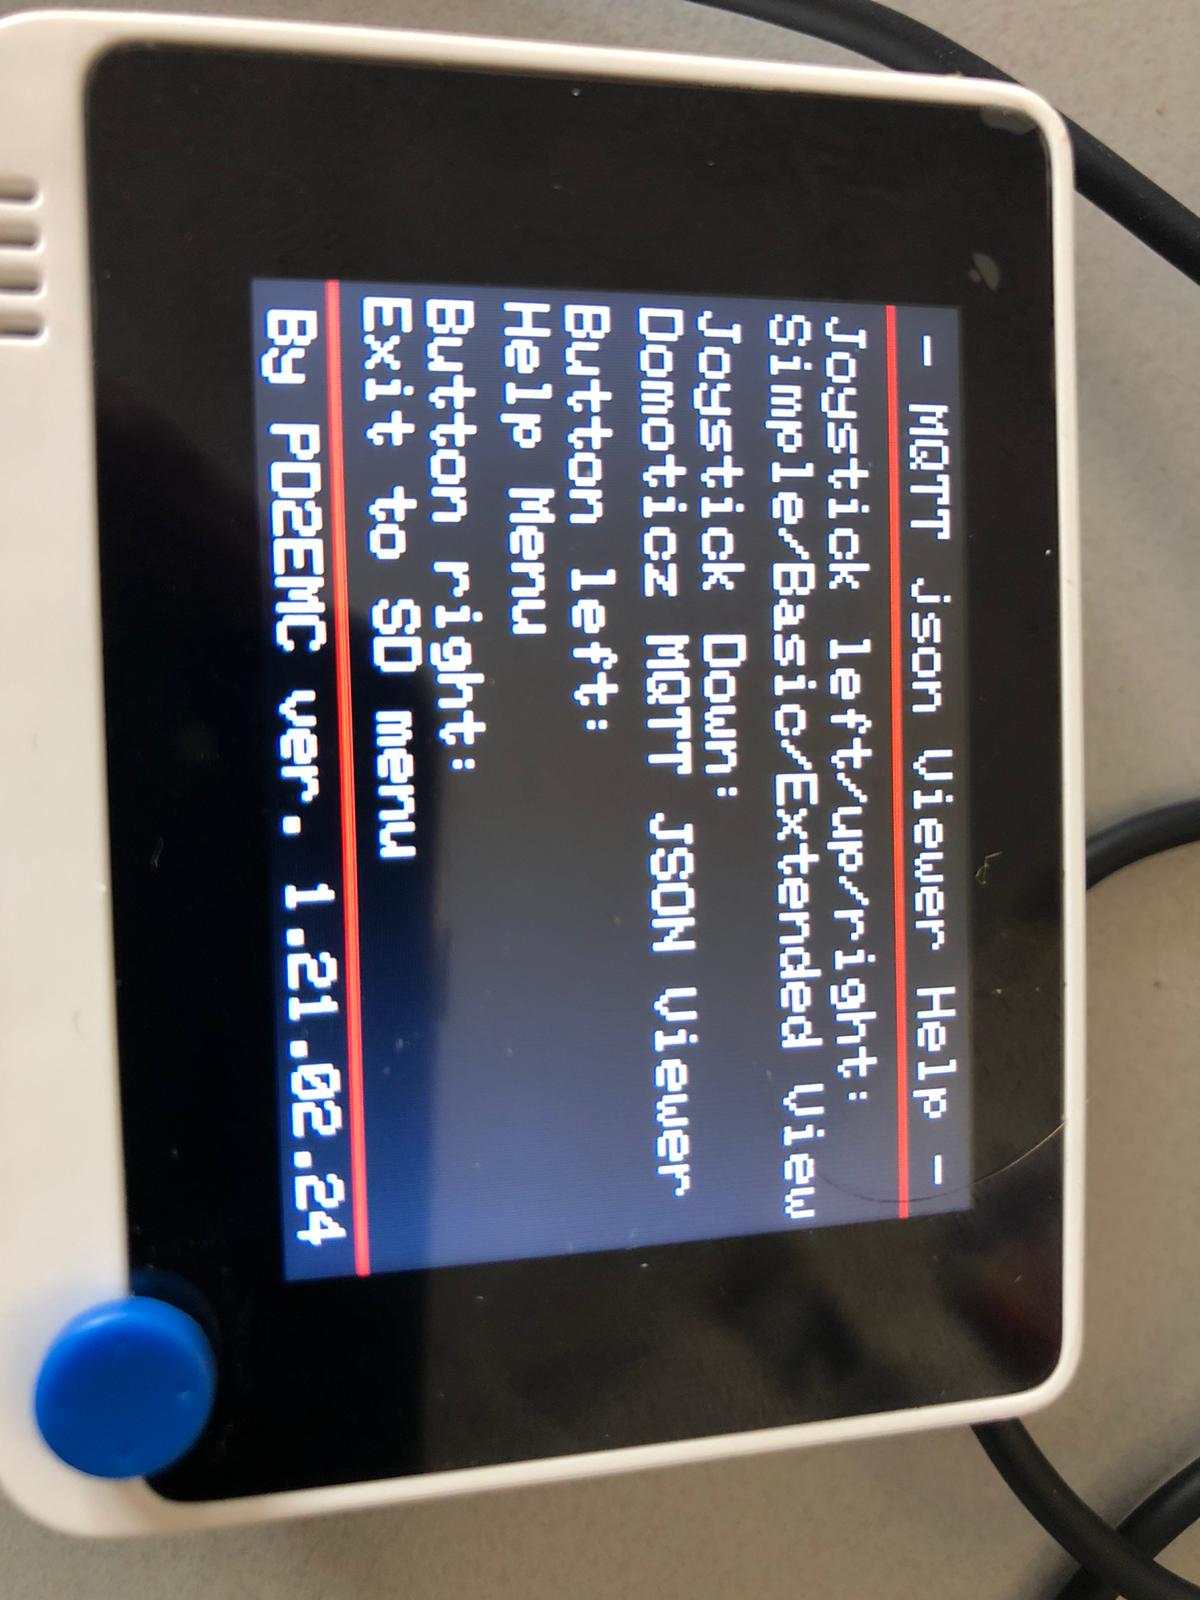 - MQTT Json Viewer Help -
Joystick left/up/right:
Simple/Basic/Extended View
Joystick Down:
Domoticz MQTT JSON Viewer
Button left:
Help Menu
Button right:
Exit to SD menu
By PD2EMC ver. 1.21.02.24